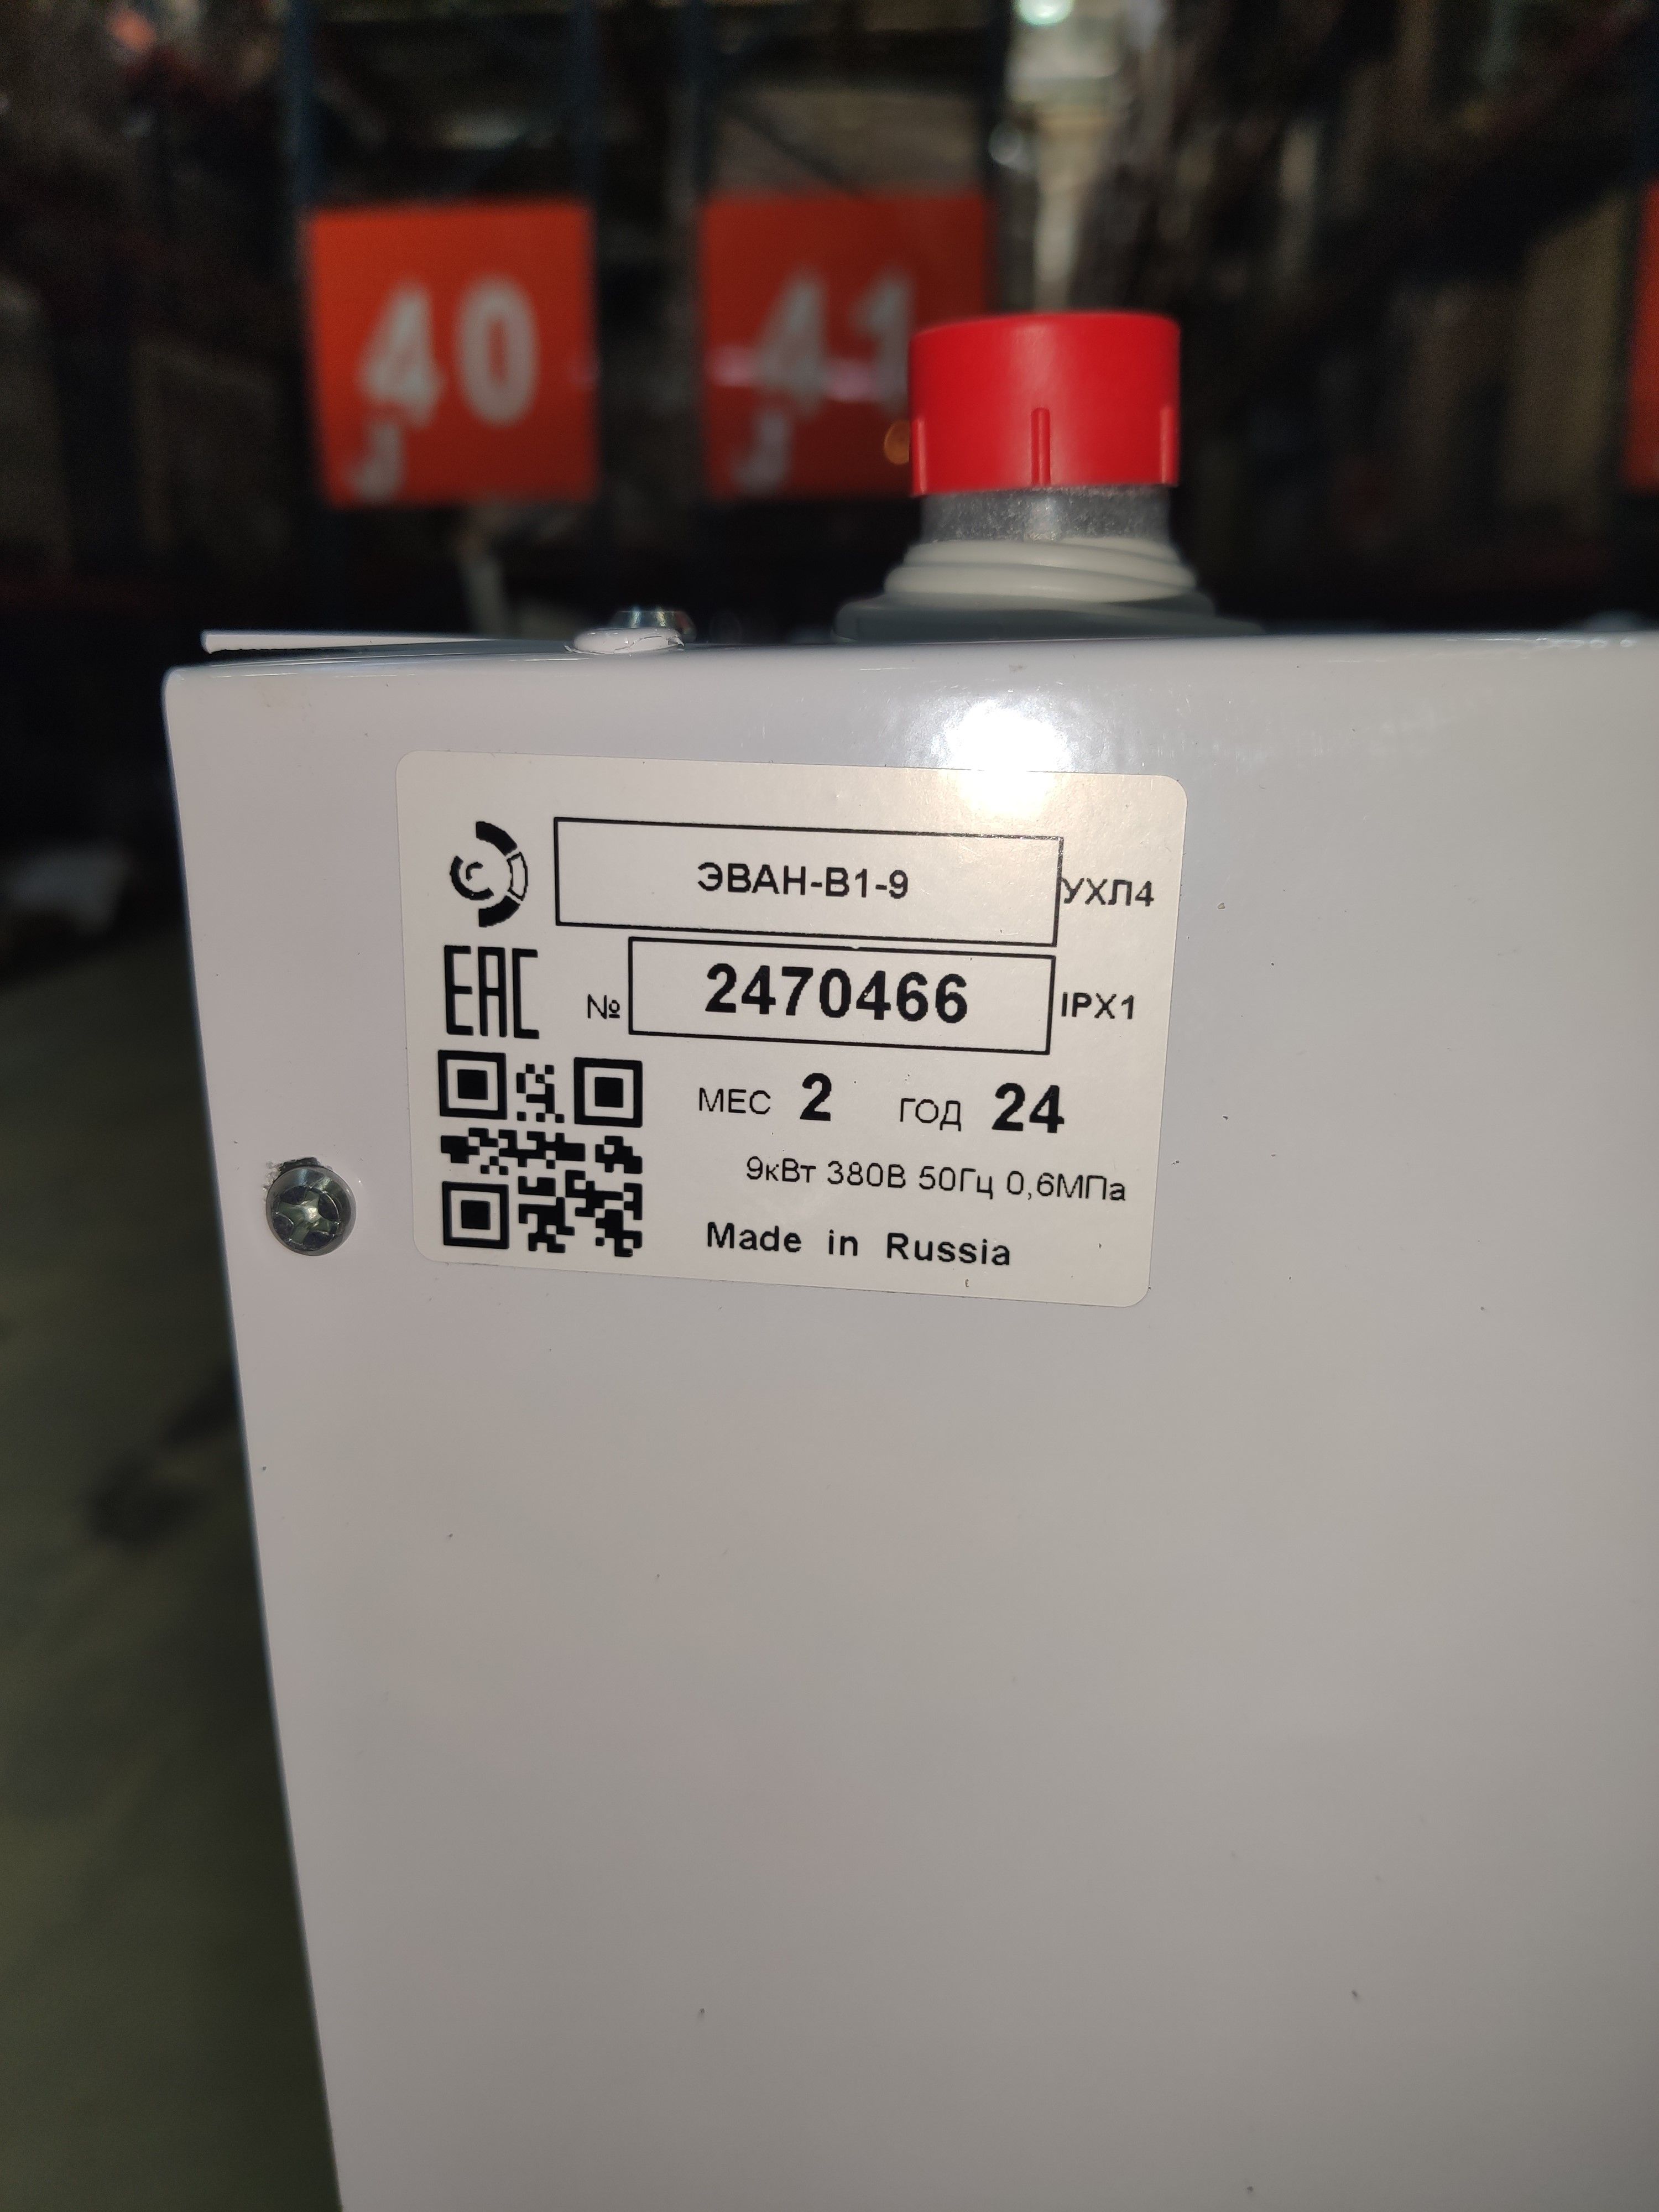 40
41
J
J
ЭВАН-В1-9
УХЛ4
EAC
№ 2470466 IPX1
МЕС 2 ГОД 24
9кВт 380В 50Гц 0,6МПа
Made in Russia